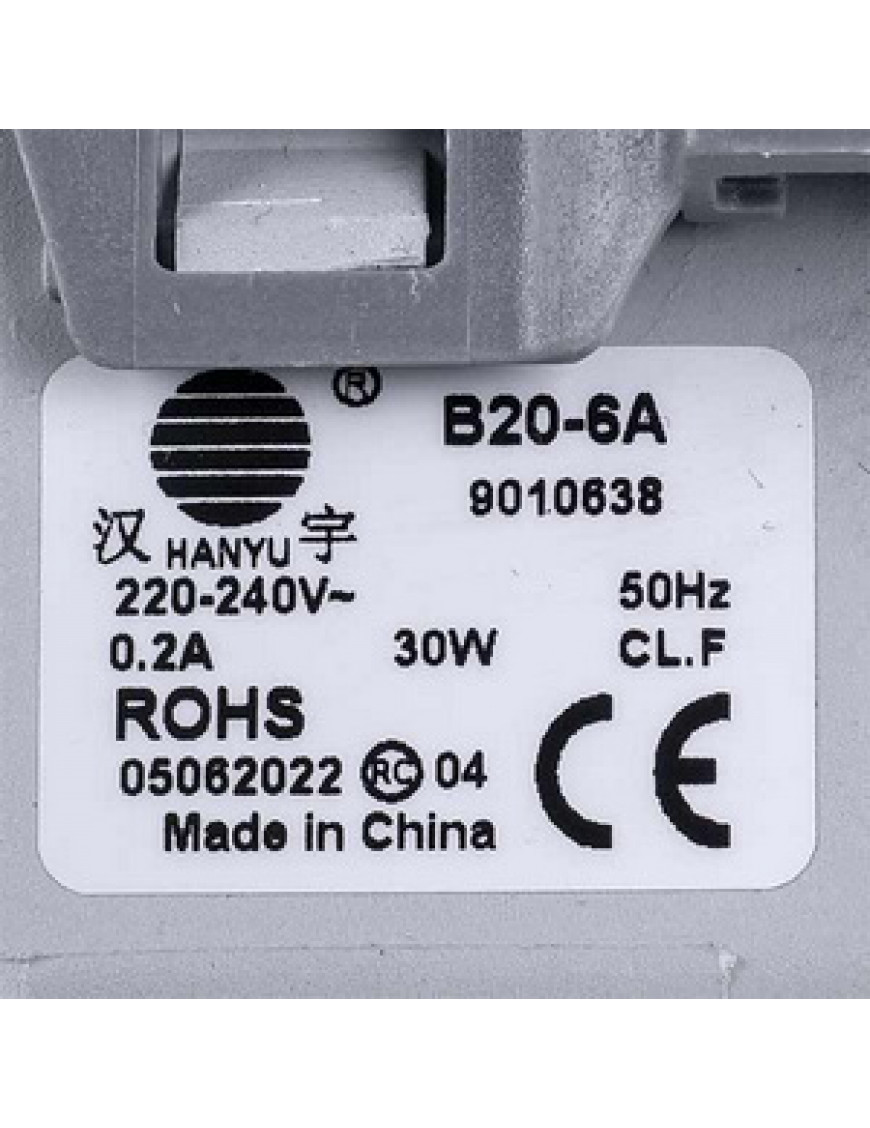 ®
B20-6A
9010638
汉 HANYU 宇
220-240V~ 50Hz
0.2A 30W CL.F
ROHS
05062022 RC 04
CE
Made in China